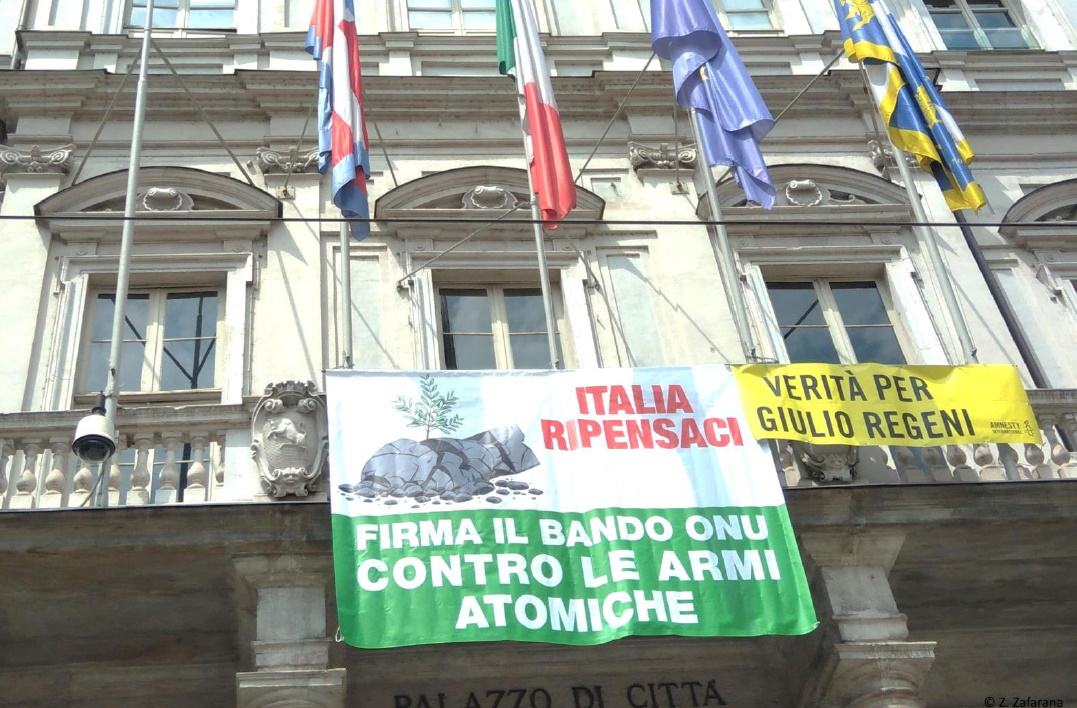 ITALIA
RIPENSACI
FIRMA IL BANDO ONU
CONTRO LE ARMI
ATOMICHE
VERITÀ PER
GIULIO REGENI
AMNESTY
INTERNATIONAL
PALAZZO DI CITTÀ
© Z. Zafarana